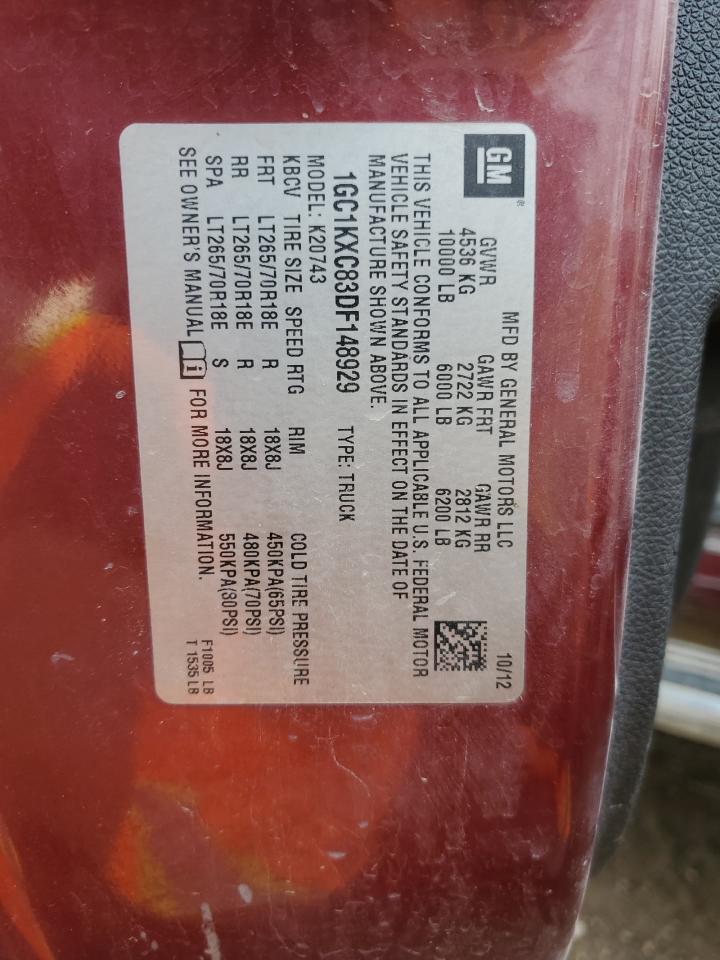 GM®
MFD BY GENERAL MOTORS LLC 10/12
GVWR GAWR FRT GAWR RR
4536 KG 2722 KG 2812 KG
10000 LB 6000 LB 6200 LB
THIS VEHICLE CONFORMS TO ALL APPLICABLE U.S. FEDERAL MOTOR
VEHICLE SAFETY STANDARDS IN EFFECT ON THE DATE OF
MANUFACTURE SHOWN ABOVE.
1GC1KXC83DF148929 TYPE: TRUCK
MODEL: K20743
KBCV TIRE SIZE SPEED RTG RIM COLD TIRE PRESSURE
FRT LT265/70R18E R 18X8J 450KPA(65PSI)
RR LT265/70R18E R 18X8J 480KPA(70PSI)
SPA LT265/70R18E S 18X8J 550KPA(80PSI)
SEE OWNER'S MANUAL FOR MORE INFORMATION.
F1005 LB
T 1535 LB